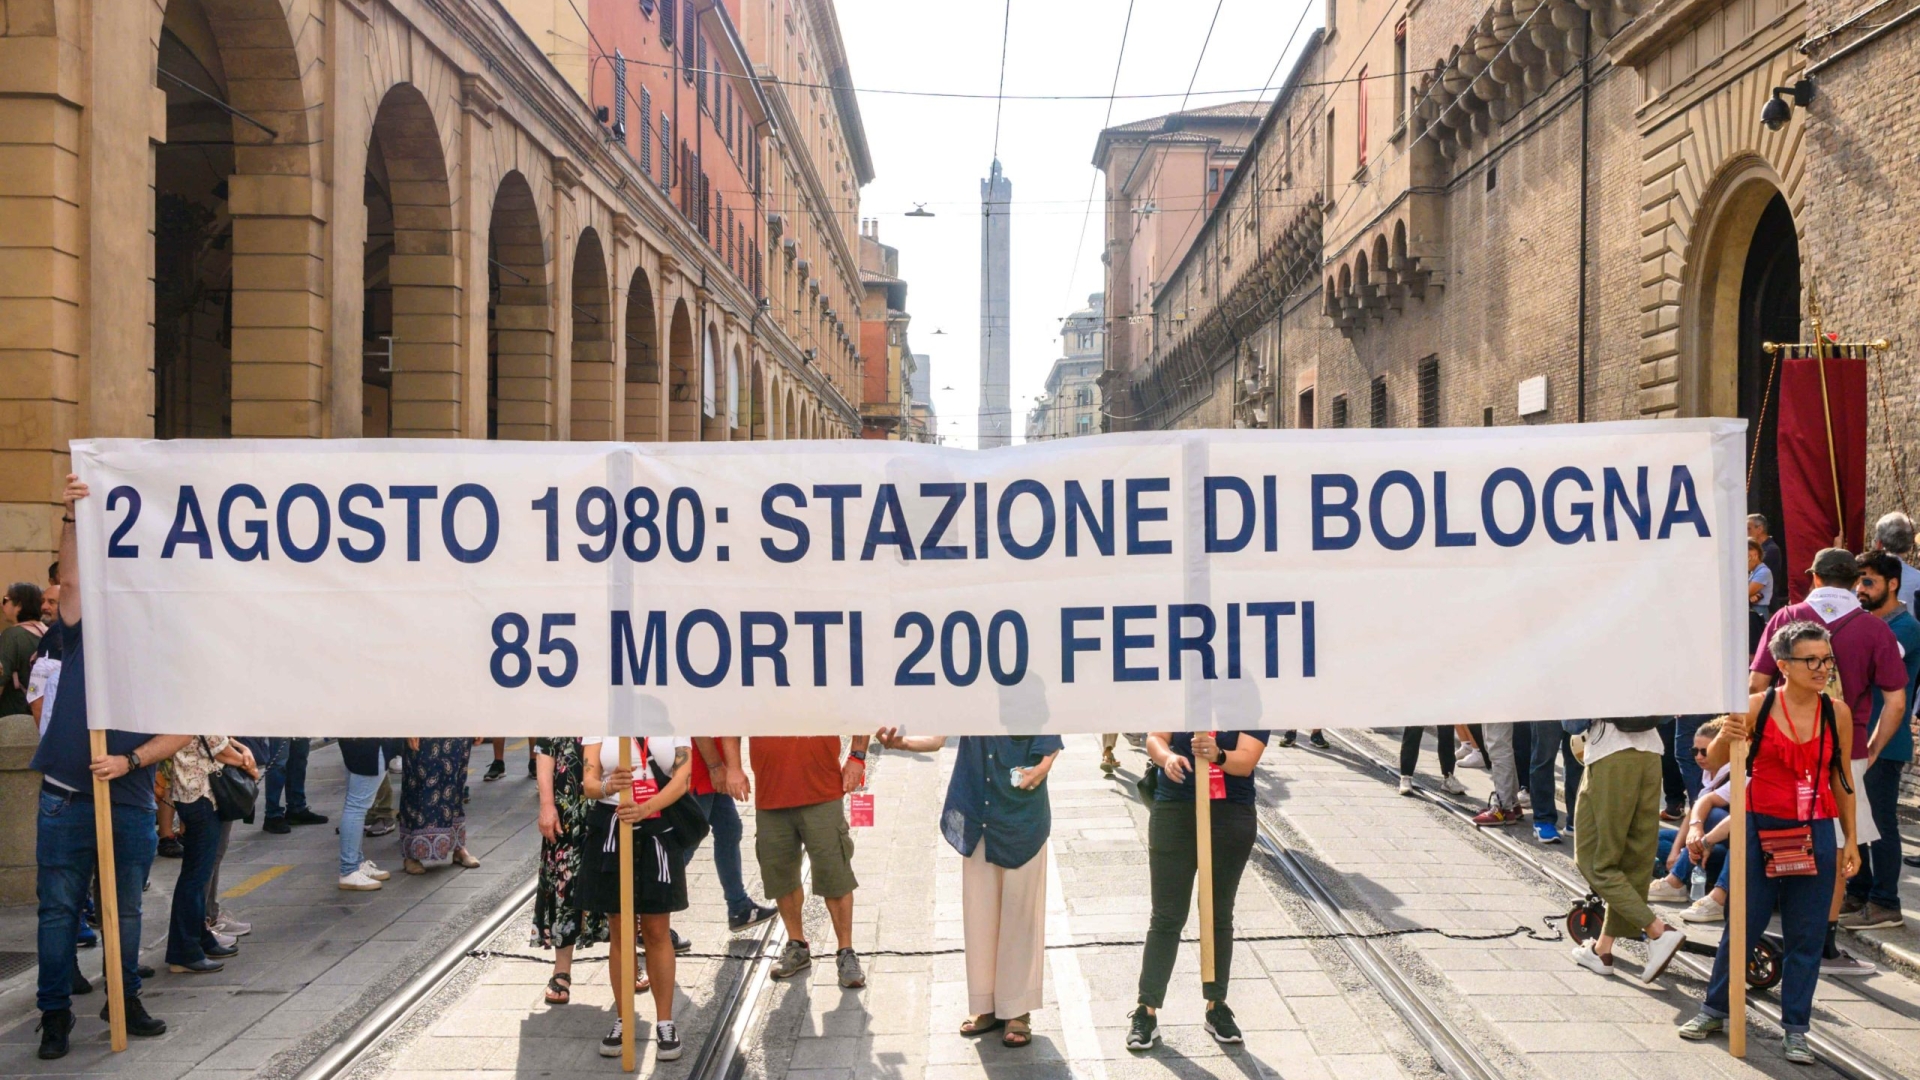 2 AGOSTO 1980: STAZIONE DI BOLOGNA
85 MORTI 200 FERITI